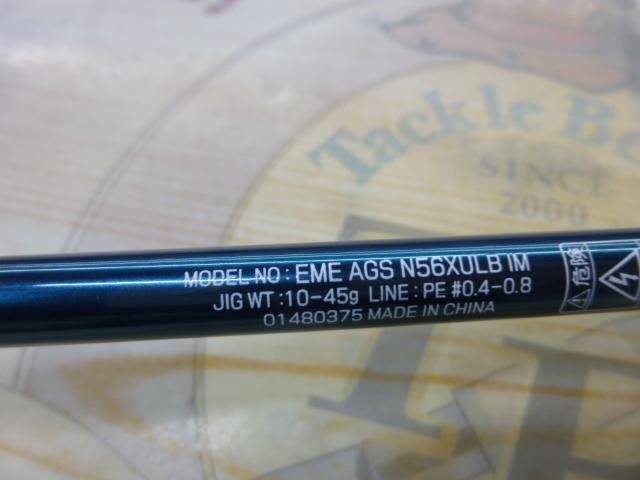 Tackle Be
SINCE
2000
MODEL NO : EME AGS N56XULB IM
JIG WT : 10-45g LINE : PE #0.4-0.8
01480375 MADE IN CHINA
危険